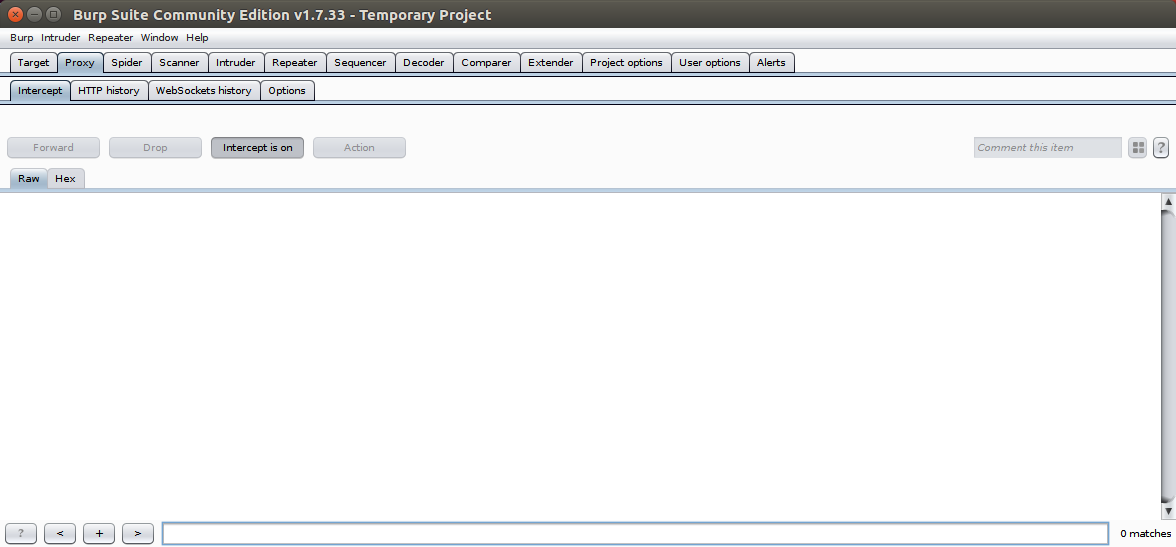 Burp Suite Community Edition v1.7.33 - Temporary Project
Burp Intruder Repeater Window Help
Target Proxy Spider Scanner Intruder Repeater Sequencer Decoder Comparer Extender Project options User options Alerts
Intercept HTTP history WebSockets history Options
Forward Drop Intercept is on Action Comment this item ?
Raw Hex
? < + > 0 matches